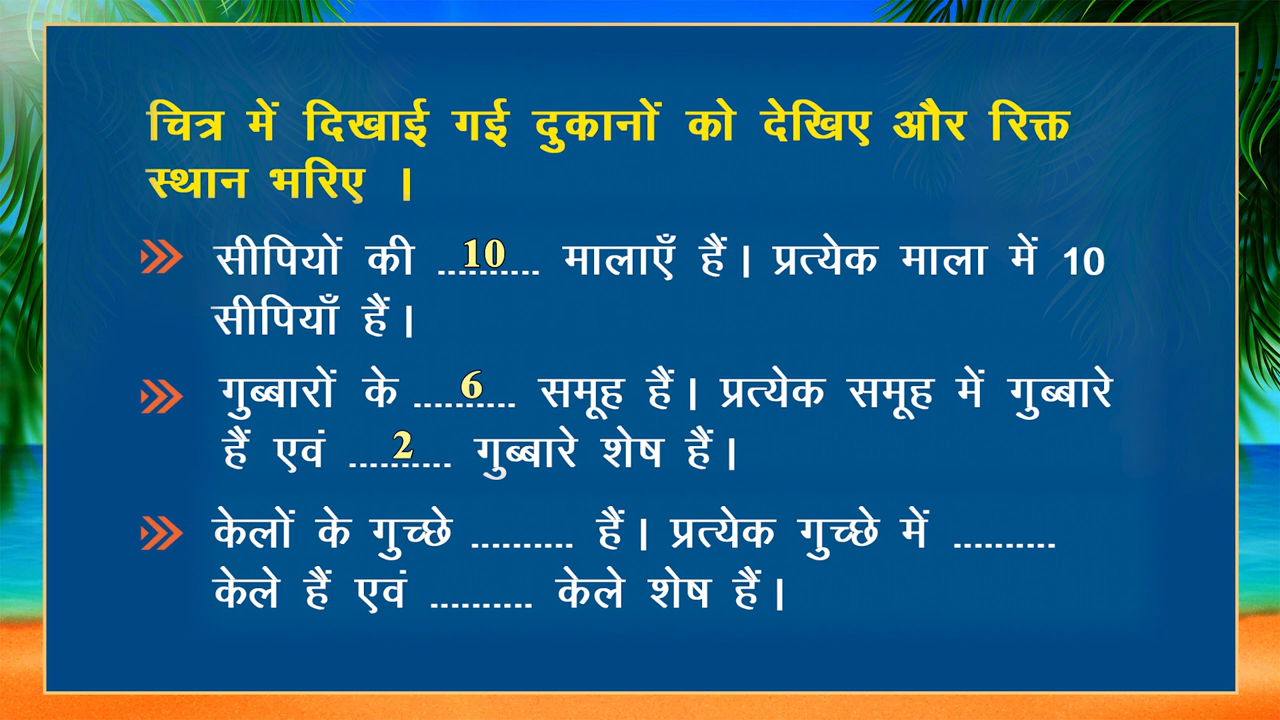 चित्र में दिखाई गई दुकानों को देखिए और रिक्त
स्थान भरिए ।
सीपियों की ....10.... मालाएँ हैं। प्रत्येक माला में 10
सीपियाँ हैं।
गुब्बारों के ....6.... समूह हैं। प्रत्येक समूह में गुब्बारे
हैं एवं ....2.... गुब्बारे शेष हैं।
केलों के गुच्छे .......... हैं। प्रत्येक गुच्छे में ..........
केले हैं एवं .......... केले शेष हैं।